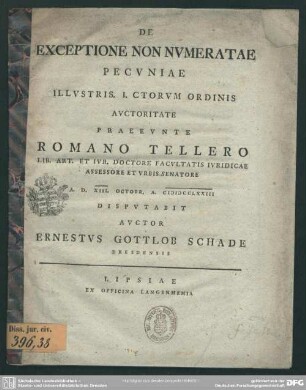 DE
EXCEPTIONE NON NVMERATAE
PECVNIAE
ILLVSTRIS. I. CTORVM ORDINIS
AVCTORITATE
PRAEEVNTE
ROMANO TELLERO
LIB. ART. ET IVR. DOCTORE FACVLTATIS IVRIDICAE
ASSESSORE ET VRBIS SENATORE
A. D. XIII. OCTOBR. A. CIƆIƆCCLXXIII
DISPVTABIT
AVCTOR
ERNESTVS GOTTLOB SCHADE
DRESDENSIS
LIPSIAE
EX OFFICINA LANGENHEMIA
Diss. jur. civ.
396,38